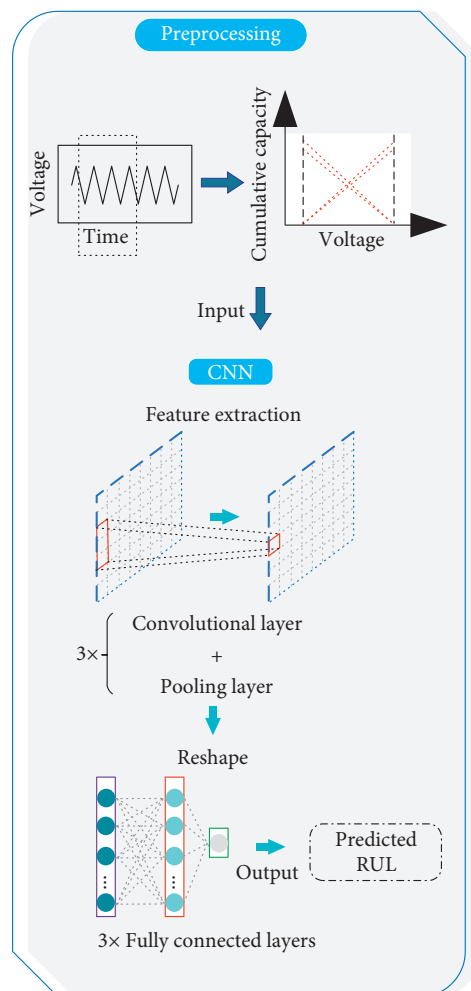 Preprocessing
Voltage
Time
Cumulative capacity
Voltage
Input
CNN
Feature extraction
3×
Convolutional layer
+
Pooling layer
Reshape
Output
Predicted
RUL
3× Fully connected layers